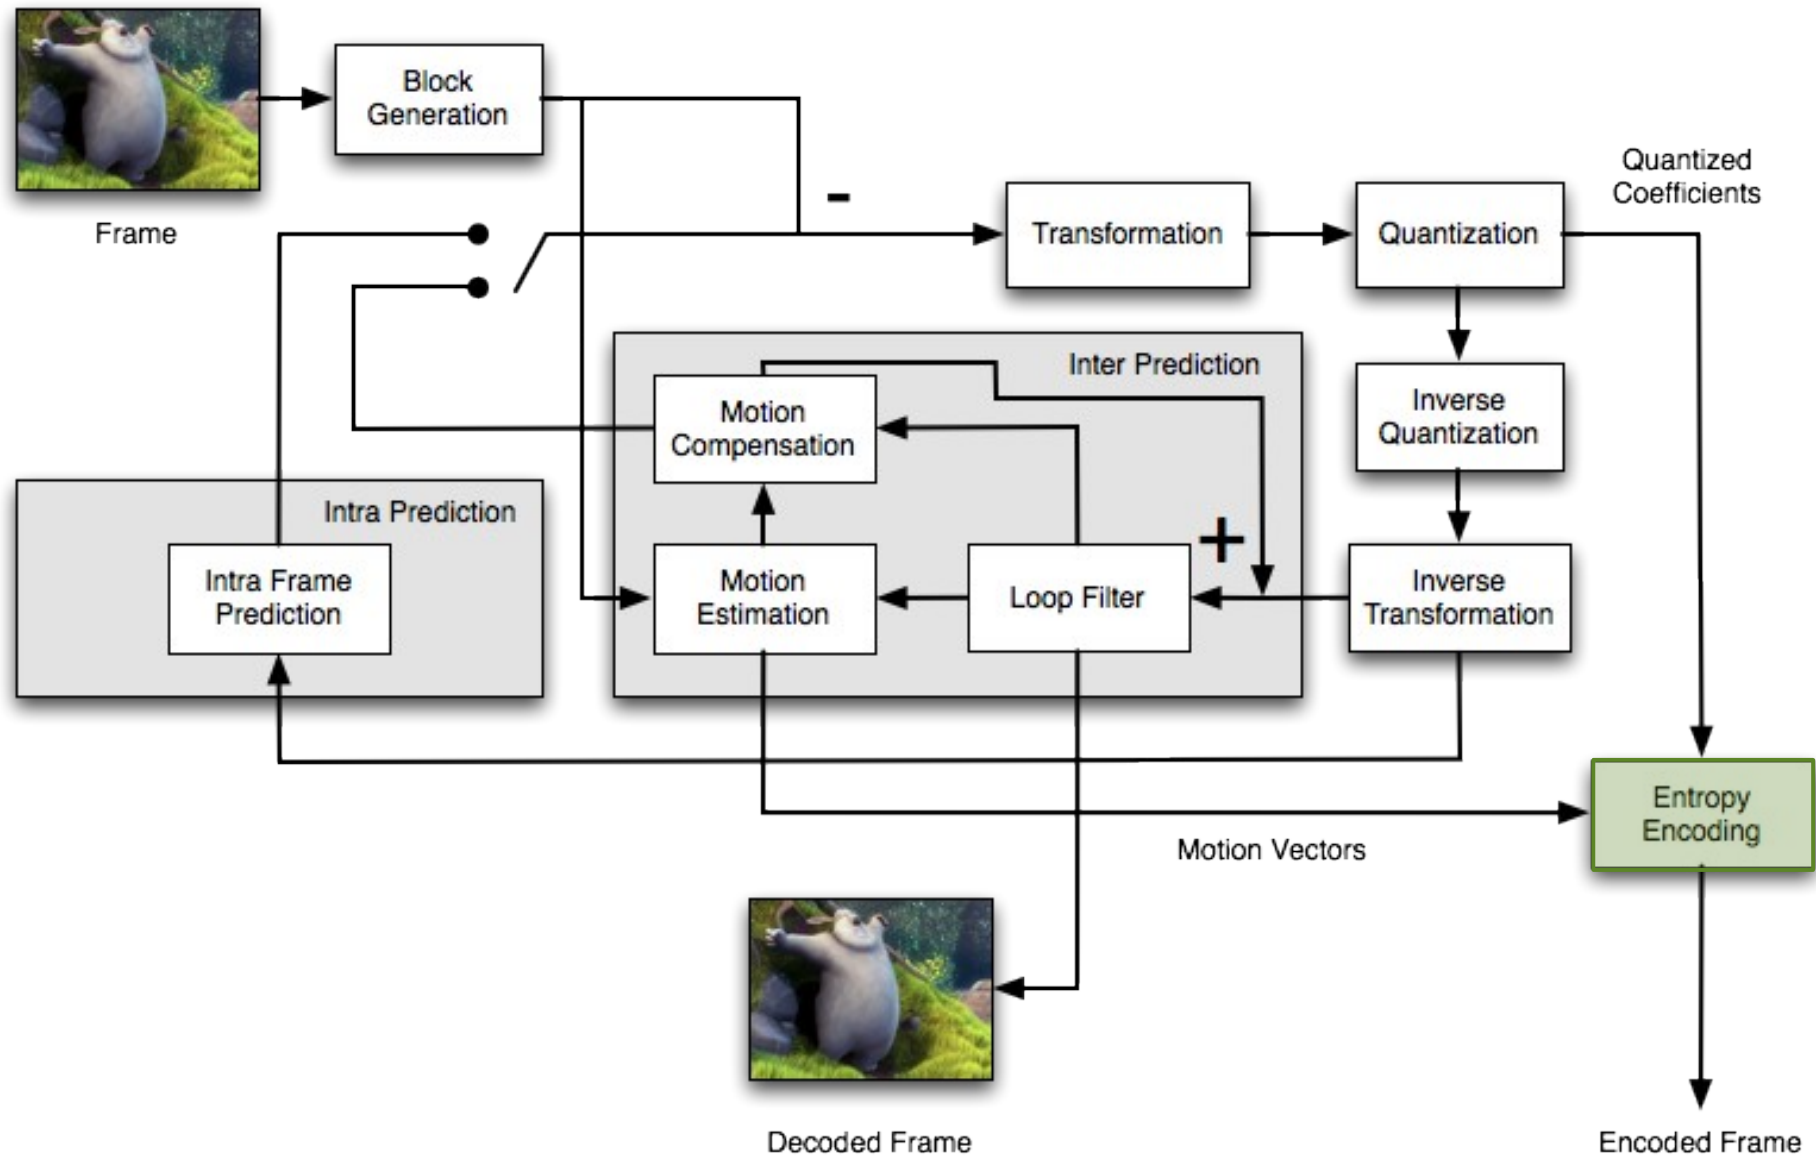 Block
Generation
Quantized
Coefficients
Frame
-
Transformation
Quantization
Inter Prediction
Motion
Compensation
Inverse
Quantization
Intra Prediction
+
Intra Frame
Prediction
Motion
Estimation
Loop Filter
Inverse
Transformation
Entropy
Encoding
Motion Vectors
Decoded Frame
Encoded Frame